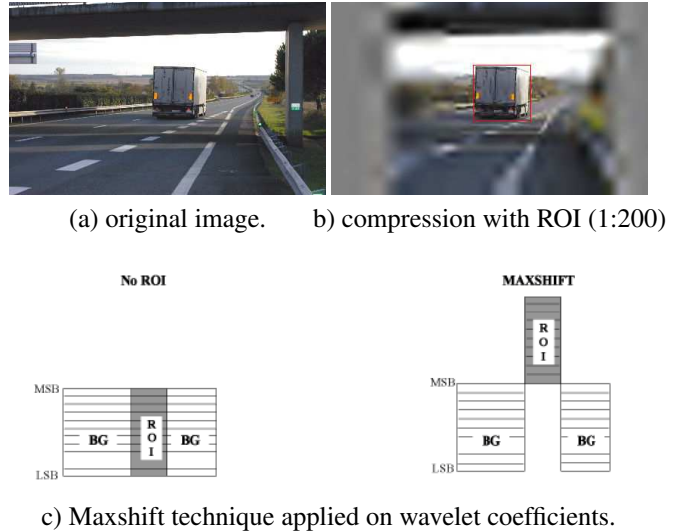 (a) original image. b) compression with ROI (1:200)
No ROI MAXSHIFT
R
O
I
MSB MSB
R
O
I
BG BG BG BG
LSB LSB
c) Maxshift technique applied on wavelet coefficients.